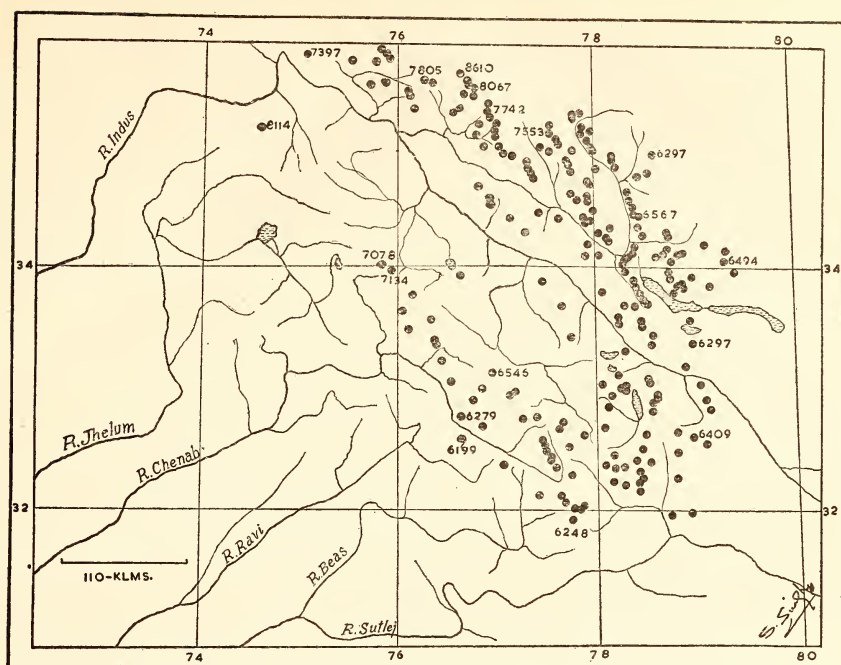 74 76 78 80
7397
7805
8610
8067
7742
7553
6297
8114
R. Indus
6567
34 34
7078
7134
6494
6297
6546
6279
6199
6409
R. Jhelum
R. Chenab
32 32
6248
R. Ravi
110-KLMS.
R. Beas
R. Sutlej
74 76 78 80